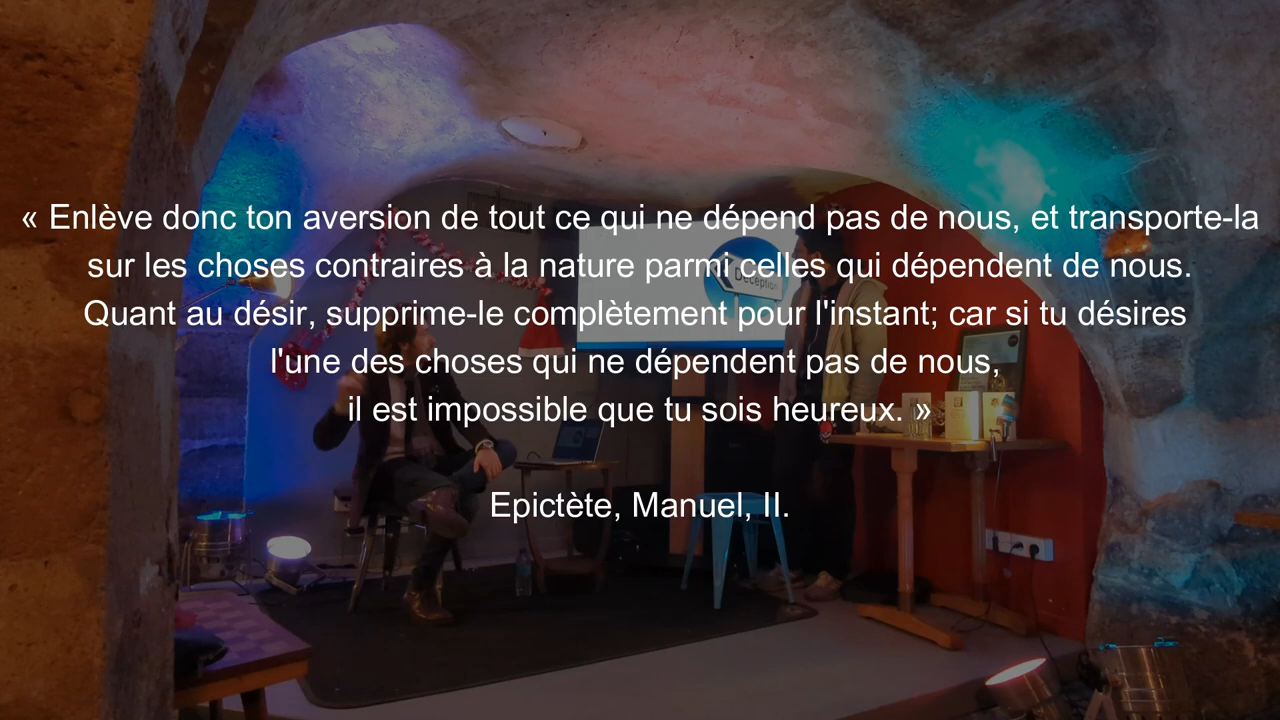 « Enlève donc ton aversion de tout ce qui ne dépend pas de nous, et transporte-la
sur les choses contraires à la nature parmi celles qui dépendent de nous.
Quant au désir, supprime-le complètement pour l'instant; car si tu désires
l'une des choses qui ne dépendent pas de nous,
il est impossible que tu sois heureux. »
Epictète, Manuel, II.
Déception